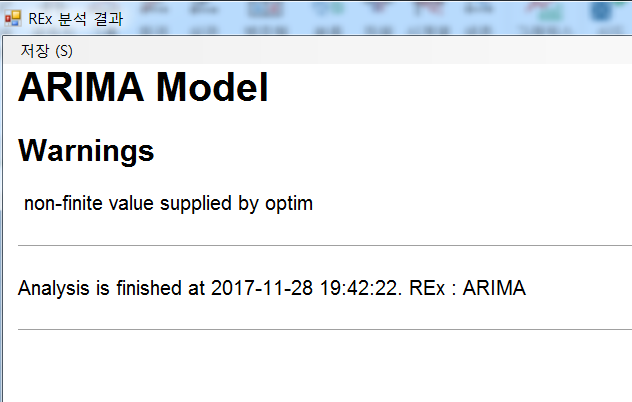 REx 분석 결과
저장 (S)
ARIMA Model
Warnings
non-finite value supplied by optim
Analysis is finished at 2017-11-28 19:42:22. REx : ARIMA